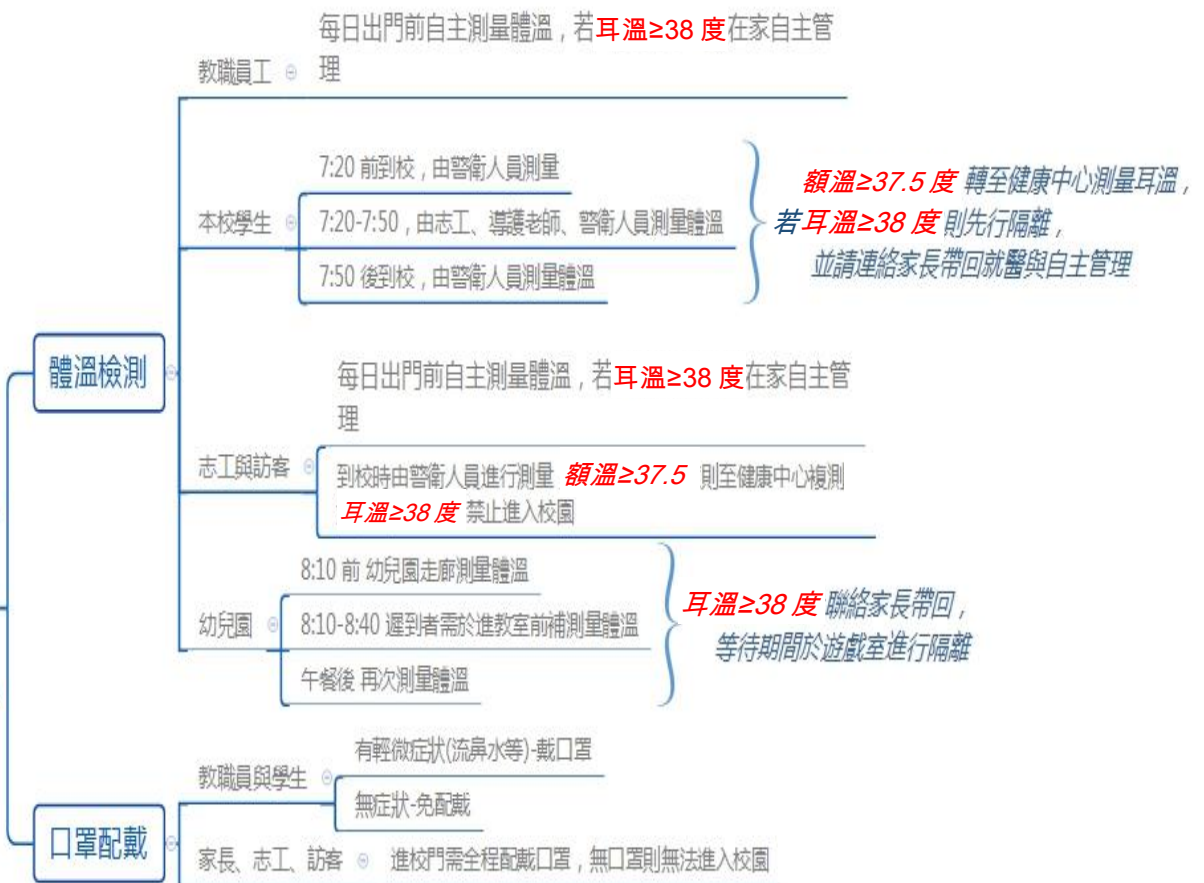 體溫檢測
教職員工
每日出門前自主測量體溫，若耳溫≥38 度在家自主管
理
本校學生
7:20 前到校，由警衛人員測量
7:20-7:50，由志工、導護老師、警衛人員測量體溫
7:50 後到校，由警衛人員測量體溫
額溫≥37.5 度 轉至健康中心測量耳溫，
若耳溫≥38 度 則先行隔離，
並請連絡家長帶回就醫與自主管理
志工與訪客
每日出門前自主測量體溫，若耳溫≥38 度在家自主管
理
到校時由警衛人員進行測量 額溫≥37.5 則至健康中心複測
耳溫≥38 度 禁止進入校園
幼兒園
8:10 前 幼兒園走廊測量體溫
8:10-8:40 遲到者需於進教室前補測量體溫
午餐後 再次測量體溫
耳溫≥38 度 聯絡家長帶回，
等待期間於遊戲室進行隔離
口罩配戴
教職員與學生
有輕微症狀(流鼻水等)-戴口罩
無症狀-免配戴
家長、志工、訪客
進校門需全程配戴口罩，無口罩則無法進入校園